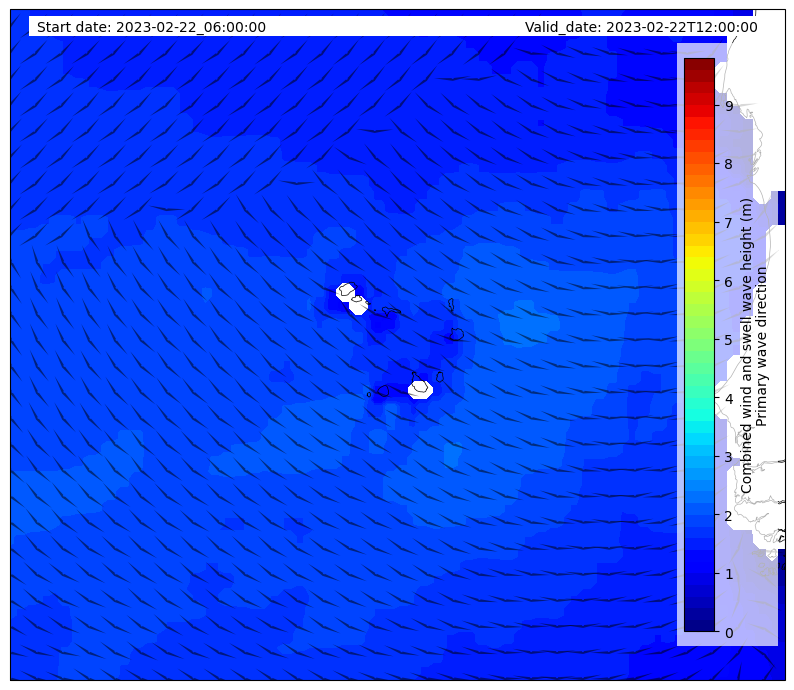 Start date: 2023-02-22_06:00:00
Valid_date: 2023-02-22T12:00:00
9
8
7
6
5
4
3
2
1
0
Combined wind and swell wave height (m)
Primary wave direction